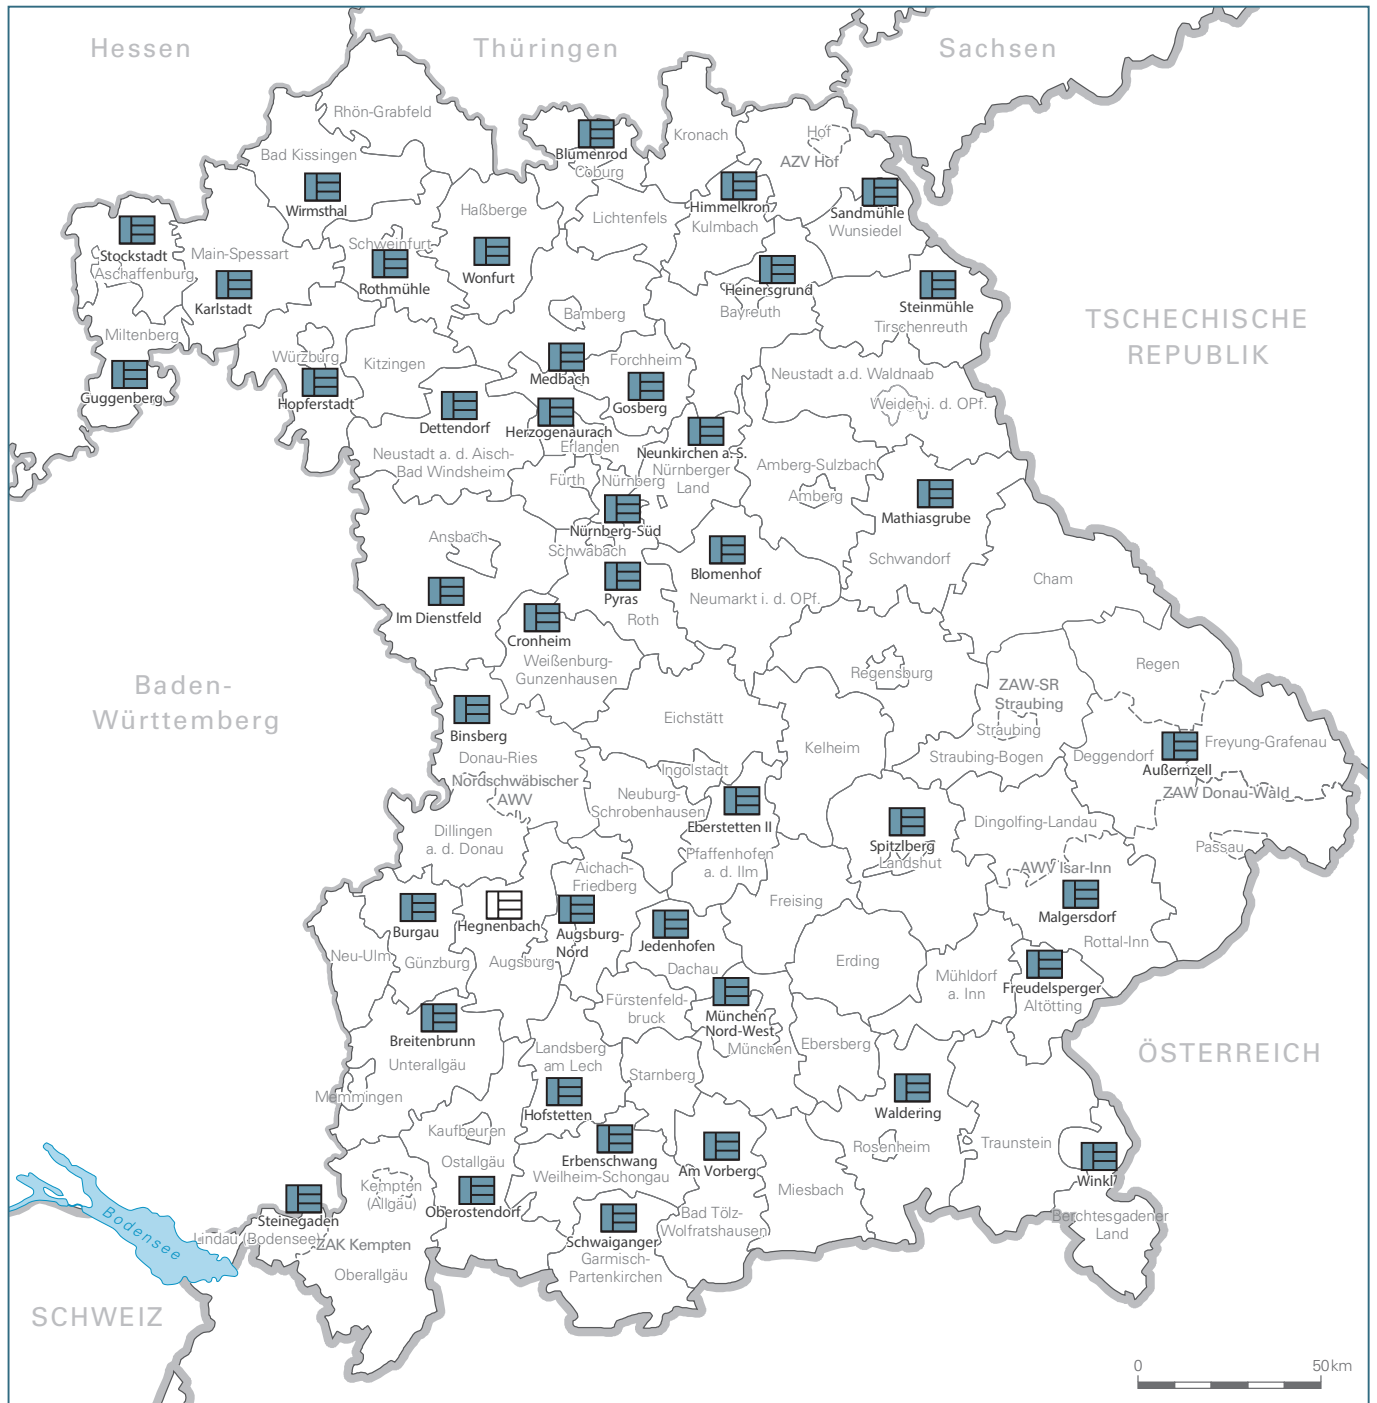 Hessen
Thüringen
Sachsen
Rhön-Grabfeld
Bad Kissingen
Wirmsthal
Blumenrod
Coburg
Kronach
Hof
AZV Hof
Haßberge
Lichtenfels
Himmelkron
Kulmbach
Sandmühle
Wunsiedel
Stockstadt
Aschaffenburg
Main-Spessart
Karlstadt
Schweinfurt
Rothmühle
Wonfurt
Heinersgrund
Bayreuth
Steinmühle
Tirschenreuth
TSCHECHISCHE
REPUBLIK
Miltenberg
Guggenberg
Würzburg
Hopferstadt
Kitzingen
Bamberg
Medbach
Forchheim
Gosberg
Neustadt a.d. Waldnaab
Weiden i. d. OPf.
Dettendorf
Herzogenaurach
Erlangen
Neunkirchen a. S.
Nürnberger
Land
Neustadt a. d. Aisch-
Bad Windsheim
Fürth
Nürnberg
Nürnberg-Süd
Schwabach
Amberg-Sulzbach
Amberg
Mathiasgrube
Schwandorf
Ansbach
Im Dienstfeld
Blomenhof
Neumarkt i. d. OPf.
Cham
Pyras
Roth
Cronheim
Weißenburg-
Gunzenhausen
Regensburg
Regen
ZAW-SR
Straubing
Straubing
Straubing-Bogen
Baden-
Württemberg
Binsberg
Donau-Ries
Nordschwäbischer
AWV
Eichstätt
Kelheim
Deggendorf
Freyung-Grafenau
Außernzell
ZAW Donau-Wald
Ingolstadt
Neuburg-
Schrobenhausen
Eberstetten II
Pfaffenhofen
a. d. Ilm
Spitzlberg
Landshut
Dingolfing-Landau
Passau
Dillingen
a. d. Donau
Aichach-
Friedberg
AWV Isar-Inn
Malgersdorf
Rottal-Inn
Freising
Burgau
Günzburg
Hegnenbach
Augsburg
Augsburg-
Nord
Jedenhofen
Dachau
Neu-Ulm
Erding
Mühldorf
a. Inn
Freudelsperger
Altötting
Fürstenfeld-
bruck
München
Nord-West
München
Breitenbrunn
Unterallgäu
Landsberg
am Lech
Hofstetten
Starnberg
Ebersberg
ÖSTERREICH
Memmingen
Waldering
Rosenheim
Traunstein
Winkl
Berchtesgadener
Land
Kaufbeuren
Ostallgäu
Oberostendorf
Erbenschwang
Weilheim-Schongau
Am Vorberg
Bad Tölz-
Wolfratshausen
Miesbach
Kempten
(Allgäu)
Steinegaden
Lindau (Bodensee)
ZAK Kempten
Oberallgäu
Schwaiganger
Garmisch-
Partenkirchen
Bodensee
SCHWEIZ
0
50 km